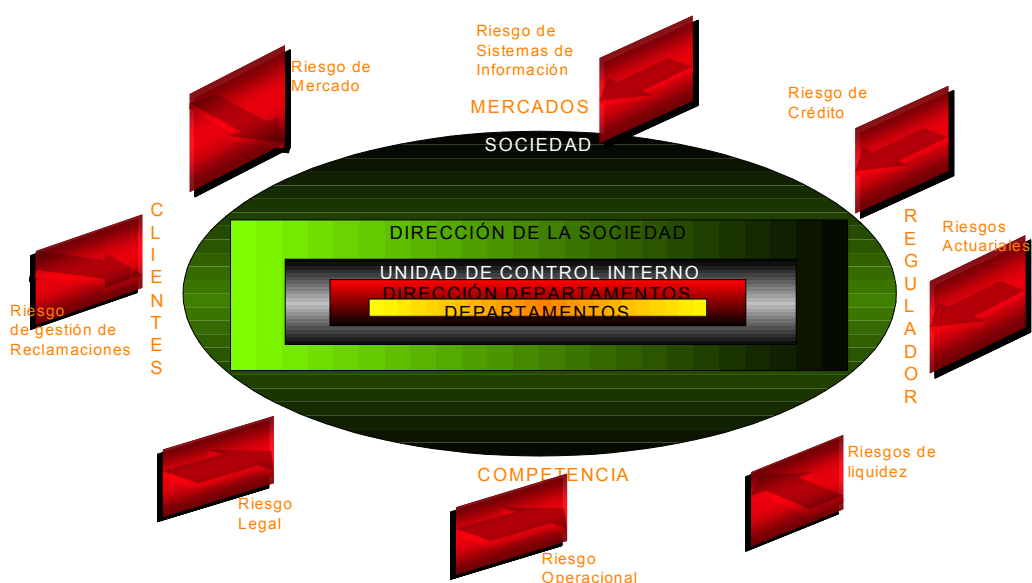 Riesgo de
Sistemas de
Información
Riesgo de
Mercado
Riesgo de
Crédito
MERCADOS
SOCIEDAD
CLIENTES
REGULADOR
Riesgos
Actuariales
DIRECCIÓN DE LA SOCIEDAD
UNIDAD DE CONTROL INTERNO
DIRECCIÓN DEPARTAMENTOS
DEPARTAMENTOS
Riesgo
de gestión de
Reclamaciones
COMPETENCIA
Riesgos de
liquidez
Riesgo
Legal
Riesgo
Operacional